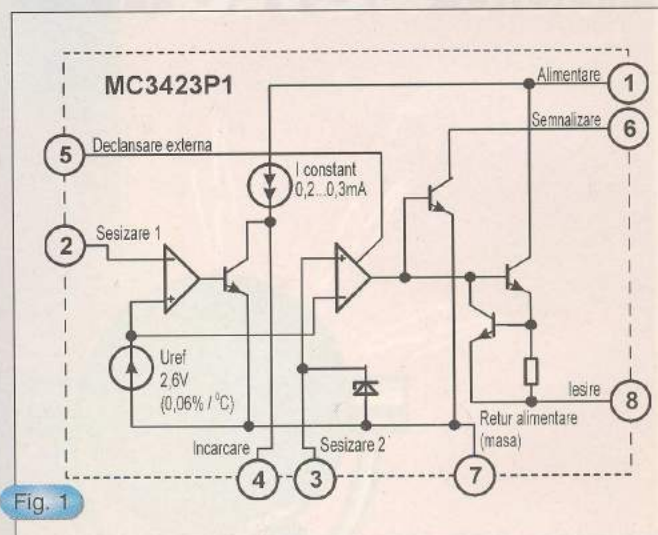 MC3423P1
Alimentare
1
Semnalizare
6
5
Declansare externa
I constant
0,2...0,3mA
2
Sesizare 1
Uref
2,6V
(0,06% / °C)
Iesire
8
Retur alimentare
(masa)
Incarcare
Sesizare 2
4
3
7
Fig. 1